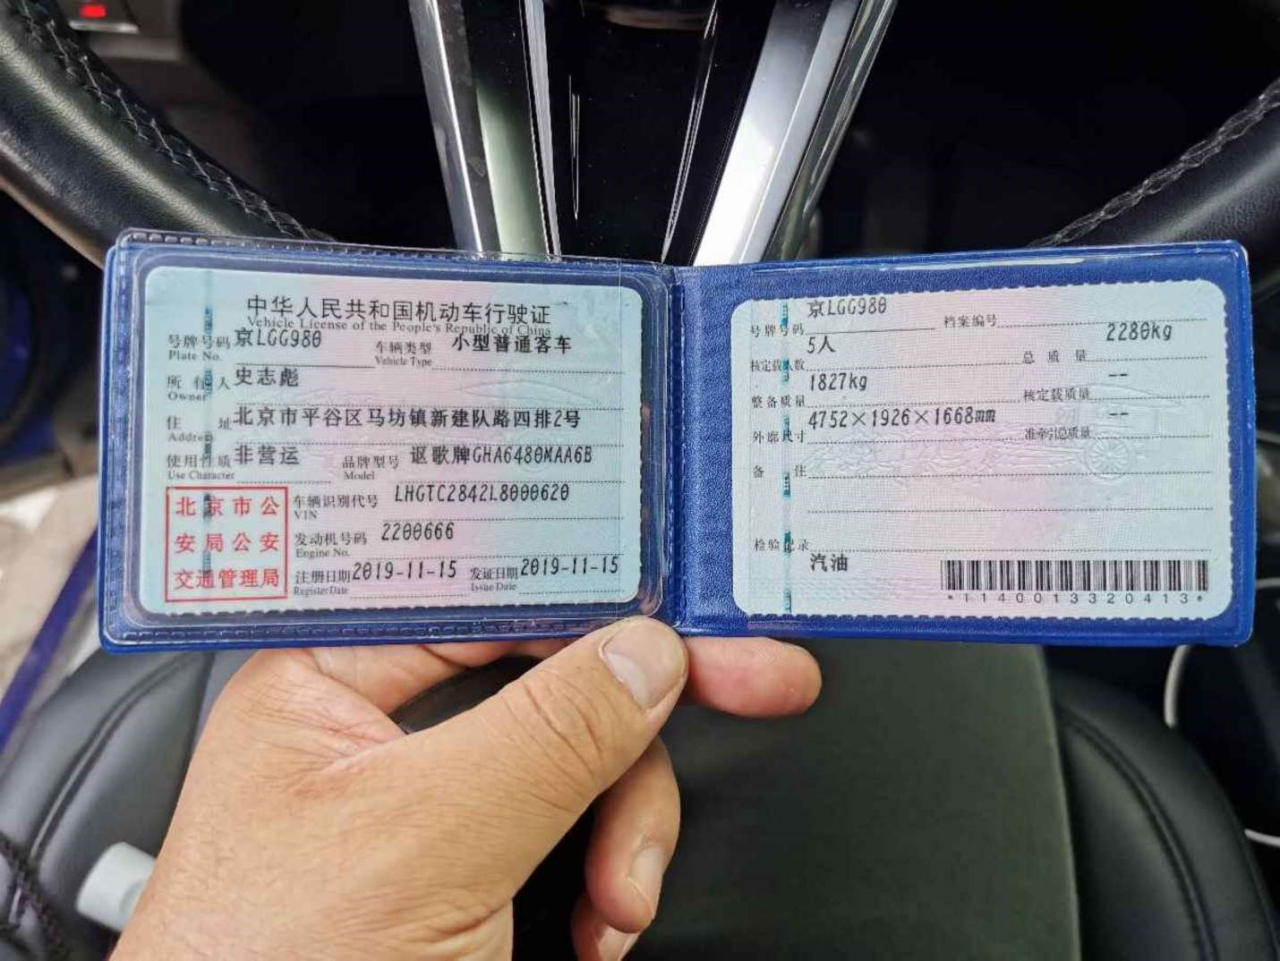 中华人民共和国机动车行驶证
Vehicle License of the People's Republic of China
号牌号码 京LGG980 车辆类型 小型普通客车
Plate No. Vehicle Type
所有人 史志彪
Owner
住址 北京市平谷区马坊镇新建队路四排2号
Address
使用性质 非营运 品牌型号 讴歌牌GHA6480MAA6B
Use Character Model
北京市公
安局公安
交通管理局
车辆识别代号 LHGTC2842L8000620
VIN
发动机号码 2200666
Engine No.
注册日期 2019-11-15 发证日期 2019-11-15
Register Date Issue Date
号牌号码 京LGG980 档案编号
核定载人数 5人 总质量 2280kg
整备质量 1827kg 核定载质量 --
外廓尺寸 4752×1926×1668mm 准牵引总质量 --
备注
检验记录
汽油
*1140013320413*